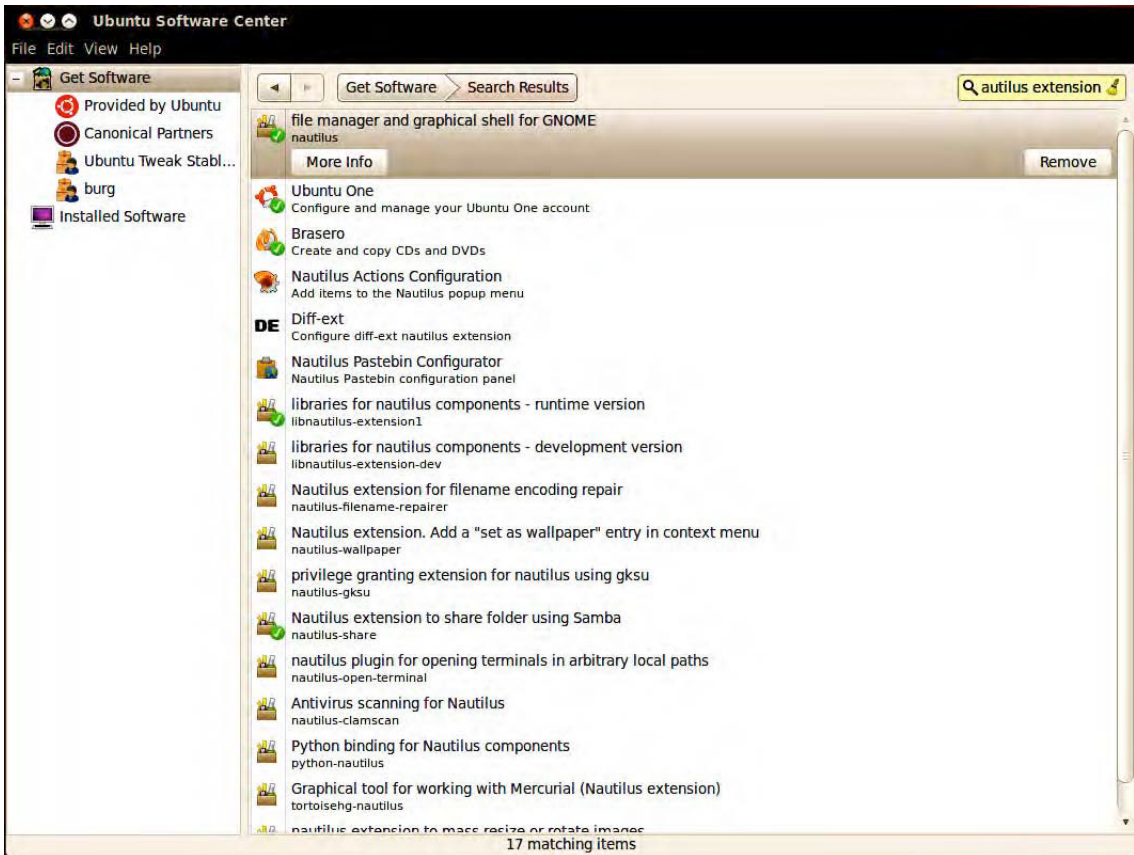 Ubuntu Software Center
File Edit View Help
Get Software
Provided by Ubuntu
Canonical Partners
Ubuntu Tweak Stabl...
burg
Installed Software
Get Software Search Results
autilus extension
file manager and graphical shell for GNOME
nautilus
More Info Remove
Ubuntu One
Configure and manage your Ubuntu One account
Brasero
Create and copy CDs and DVDs
Nautilus Actions Configuration
Add items to the Nautilus popup menu
DE
Diff-ext
Configure diff-ext nautilus extension
Nautilus Pastebin Configurator
Nautilus Pastebin configuration panel
libraries for nautilus components - runtime version
libnautilus-extension1
libraries for nautilus components - development version
libnautilus-extension-dev
Nautilus extension for filename encoding repair
nautilus-filename-repairer
Nautilus extension. Add a "set as wallpaper" entry in context menu
nautilus-wallpaper
privilege granting extension for nautilus using gksu
nautilus-gksu
Nautilus extension to share folder using Samba
nautilus-share
nautilus plugin for opening terminals in arbitrary local paths
nautilus-open-terminal
Antivirus scanning for Nautilus
nautilus-clamscan
Python binding for Nautilus components
python-nautilus
Graphical tool for working with Mercurial (Nautilus extension)
tortoisehg-nautilus
nautilus extension to mass resize or rotate images
17 matching items